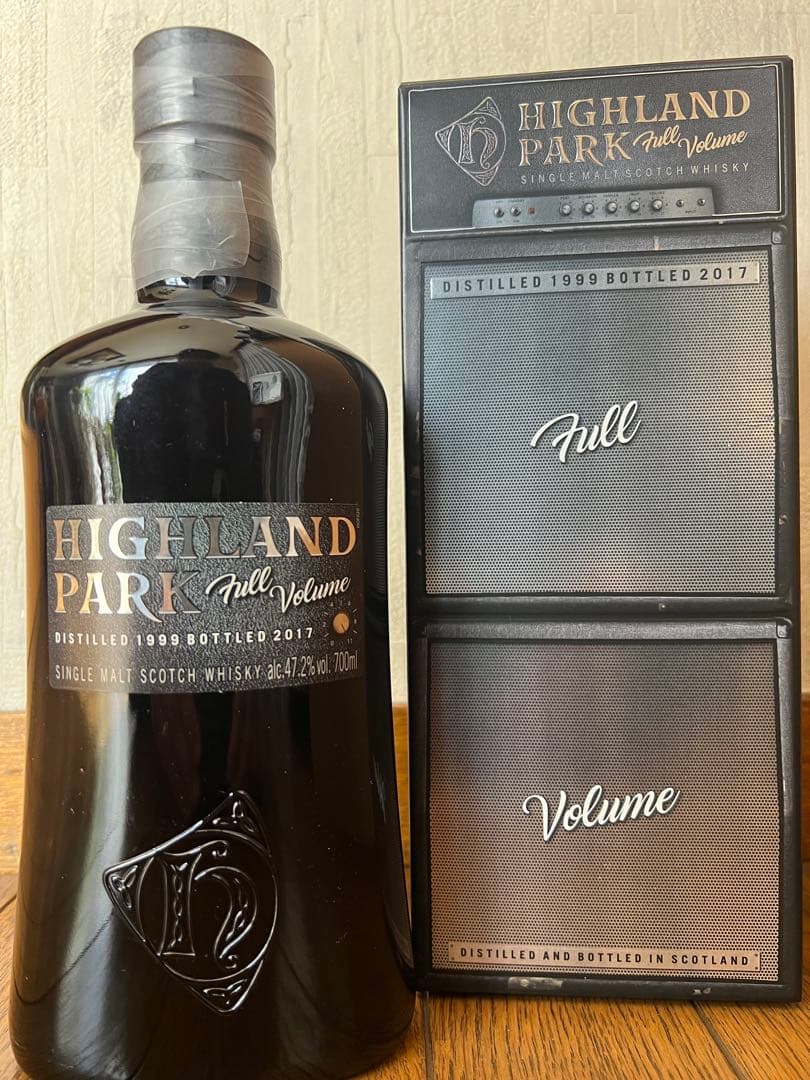 HIGHLAND
PARK Full Volume
DISTILLED 1999 BOTTLED 2017
SINGLE MALT SCOTCH WHISKY alc.47.2%vol. 700ml
HIGHLAND
PARK Full Volume
SINGLE MALT SCOTCH WHISKY
DISTILLED 1999 BOTTLED 2017
Full
Volume
DISTILLED AND BOTTLED IN SCOTLAND